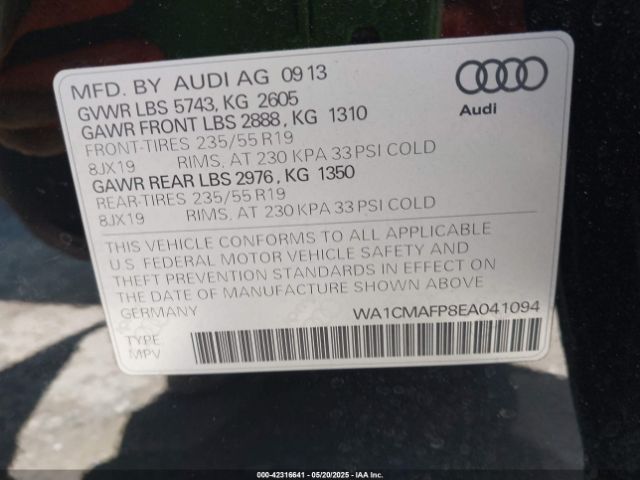 MFD. BY AUDI AG 09 13
GVWR LBS 5743, KG 2605
GAWR FRONT LBS 2888, KG 1310
FRONT-TIRES 235/55 R19
8JX19 RIMS, AT 230 KPA 33 PSI COLD
GAWR REAR LBS 2976, KG 1350
REAR-TIRES 235/55 R19
8JX19 RIMS, AT 230 KPA 33 PSI COLD
Audi
THIS VEHICLE CONFORMS TO ALL APPLICABLE
U.S. FEDERAL MOTOR VEHICLE SAFETY AND
THEFT PREVENTION STANDARDS IN EFFECT ON
THE DATE OF MANUFACTURE SHOWN ABOVE
GERMANY WA1CMAFP8EA041094
TYPE
MPV
000-42316641 - 05/20/2025 - IAA Inc.